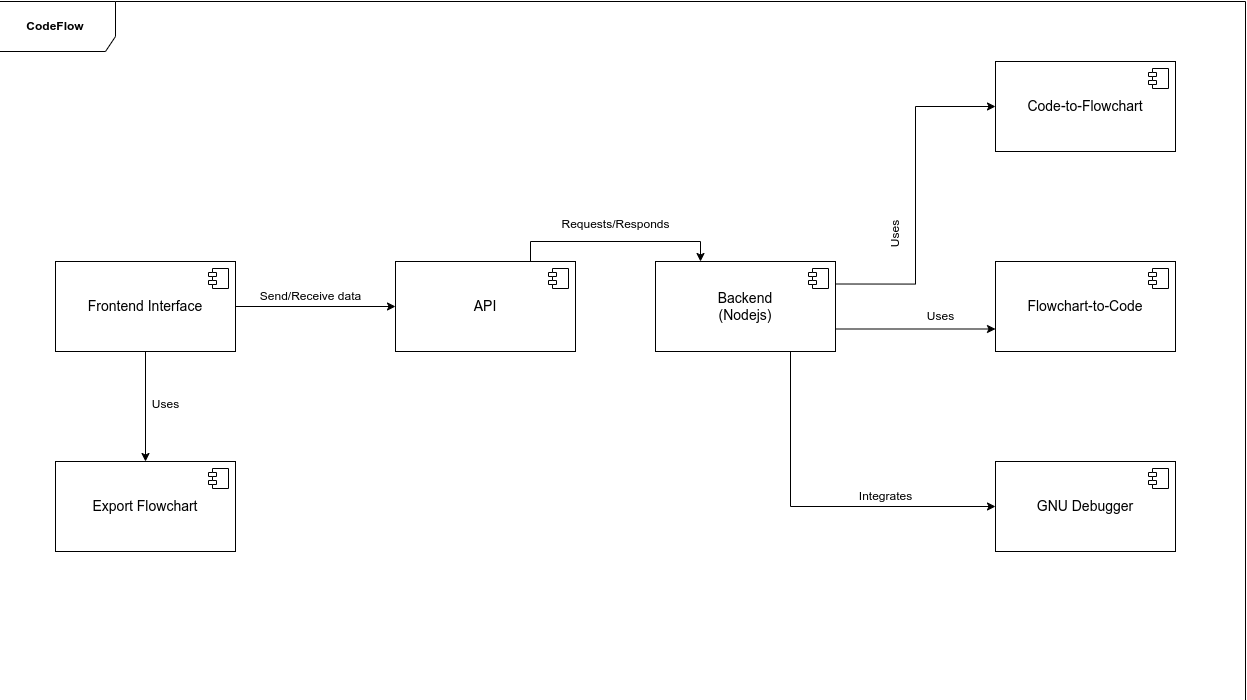 CodeFlow
Code-to-Flowchart
Uses
Requests/Responds
Frontend Interface
Send/Receive data
API
Backend
(Nodejs)
Uses
Flowchart-to-Code
Uses
Export Flowchart
Integrates
GNU Debugger